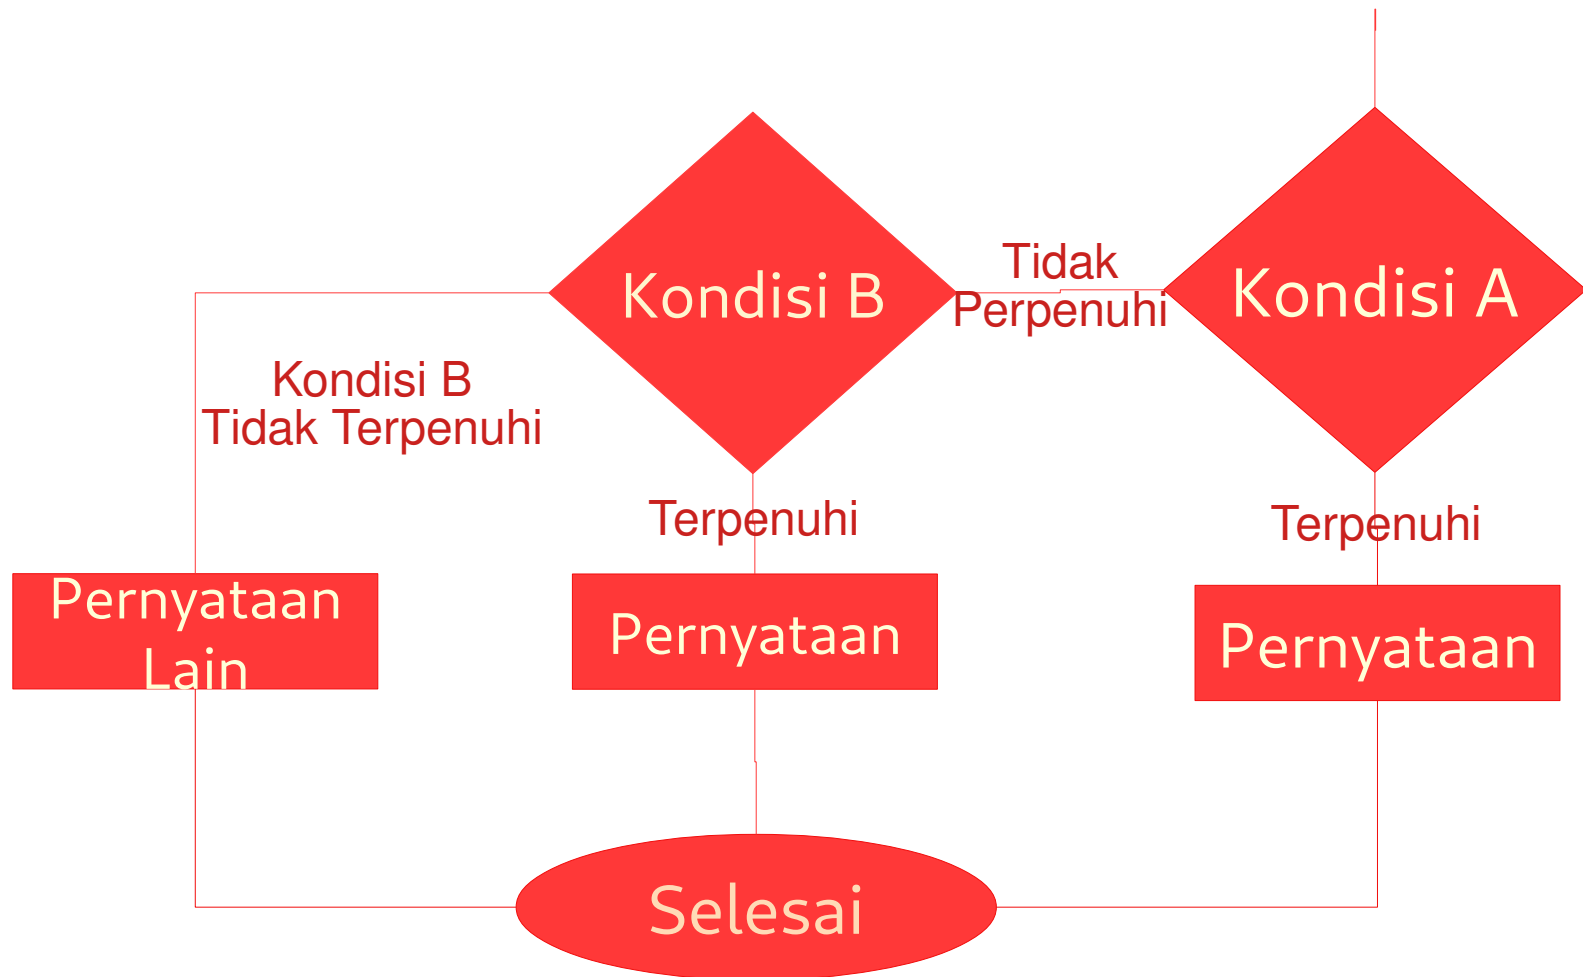 Kondisi A
Tidak
Perpenuhi
Kondisi B
Kondisi B
Tidak Terpenuhi
Terpenuhi
Terpenuhi
Pernyataan
Lain
Pernyataan
Pernyataan
Selesai